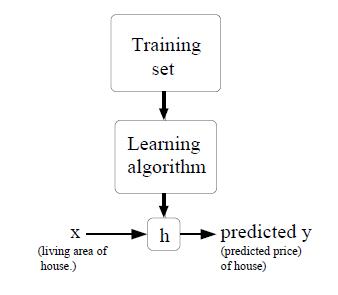 Training
set
Learning
algorithm
x
h
predicted y
(living area of
house.)
(predicted price)
of house)